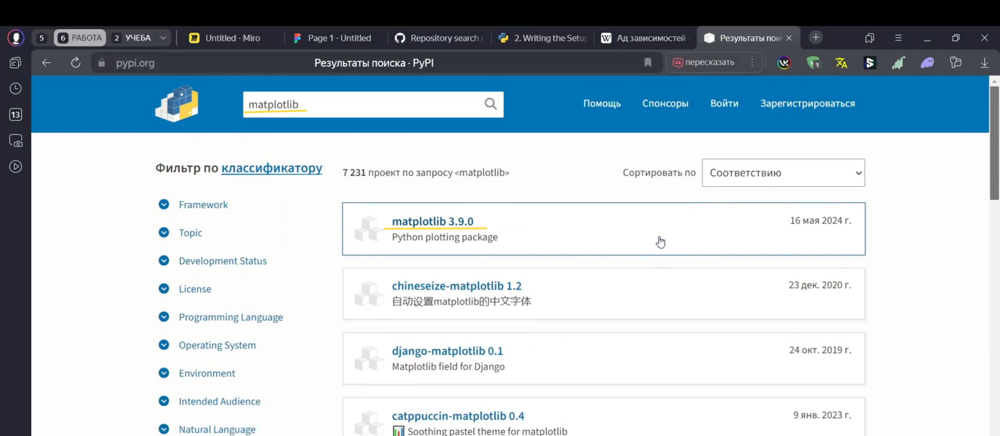 5
6 РАБОТА
2 УЧЕБА
Untitled - Miro
Page 1 - Untitled
Repository search r
2. Writing the Setu
Ад зависимостей -
Результаты пои
pypi.org
Результаты поиска · PyPI
пересказать
1
13
matplotlib
Помощь
Спонсоры
Войти
Зарегистрироваться
Фильтр по классификатору
7 231 проект по запросу «matplotlib»
Сортировать по
Соответствию
Framework
Topic
Development Status
License
Programming Language
Operating System
Environment
Intended Audience
Natural Language
matplotlib 3.9.0
16 мая 2024 г.
Python plotting package
chineseize-matplotlib 1.2
23 дек. 2020 г.
自动设置matplotlib的中文字体
django-matplotlib 0.1
24 окт. 2019 г.
Matplotlib field for Django
catppuccin-matplotlib 0.4
9 янв. 2023 г.
Soothing pastel theme for matplotlib